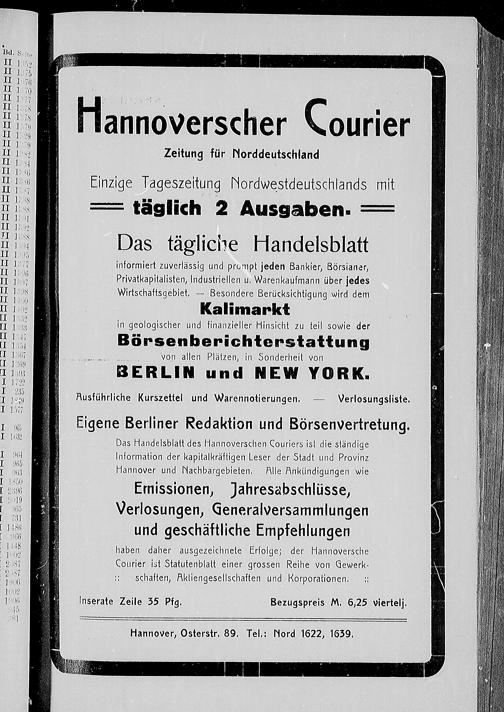 Hannoverscher Courier
Zeitung für Norddeutschland
Einzige Tageszeitung Nordwestdeutschlands mit
täglich 2 Ausgaben.
Das tägliche Handelsblatt
informiert zuverlässig und prompt jeden Bankier, Börsianer,
Privatkapitalisten, Industriellen u. Warenkaufmann über jedes
Wirtschaftsgebiet. — Besondere Berücksichtigung wird dem
Kalimarkt
in geologischer und finanzieller Hinsicht zu teil sowie der
Börsenberichterstattung
von allen Plätzen, in Sonderheit von
BERLIN und NEW YORK.
Ausführliche Kurszettel und Warennotierungen. — Verlosungsliste.
Eigene Berliner Redaktion und Börsenvertretung.
Das Handelsblatt des Hannoverschen Couriers ist die ständige
Information der kapitalkräftigen Leser der Stadt und Provinz
Hannover und Nachbargebieten. Alle Ankündigungen wie
Emissionen, Jahresabschlüsse,
Verlosungen, Generalversammlungen
und geschäftliche Empfehlungen
haben daher ausgezeichnete Erfolge; der Hannoversche
Courier ist Statutenblatt einer grossen Reihe von Gewerk-
:: schaften, Aktiengesellschaften und Korporationen. ::
Inserate Zeile 35 Pfg. Bezugspreis M. 6,25 viertelj.
Hannover, Osterstr. 89. Tel.: Nord 1622, 1639.